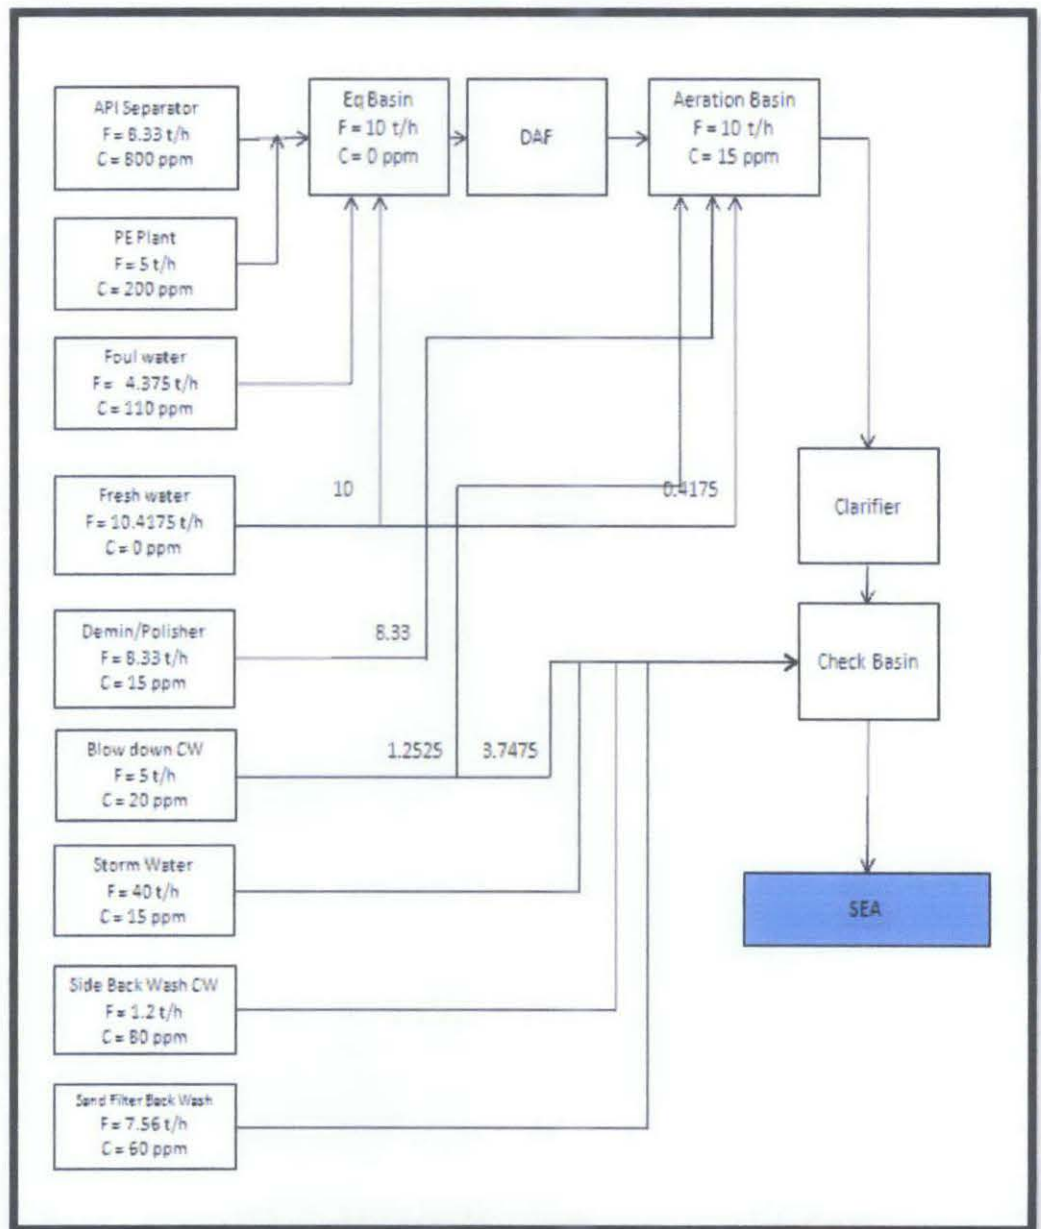 API Separator
F = 8.33 t/h
C = 800 ppm
Eq Basin
F = 10 t/h
C = 0 ppm
DAF
Aeration Basin
F = 10 t/h
C = 15 ppm
PE Plant
F = 5 t/h
C = 200 ppm
Foul water
F = 4.375 t/h
C = 110 ppm
Fresh water
F = 10.4175 t/h
C = 0 ppm
10
0.4175
Clarifier
Demin/Polisher
F = 8.33 t/h
C = 15 ppm
8.33
Check Basin
Blow down CW
F = 5 t/h
C = 20 ppm
1.2525
3.7475
Storm Water
F = 40 t/h
C = 15 ppm
SEA
Side Back Wash CW
F = 1.2 t/h
C = 80 ppm
Sand Filter Back Wash
F = 7.56 t/h
C = 60 ppm